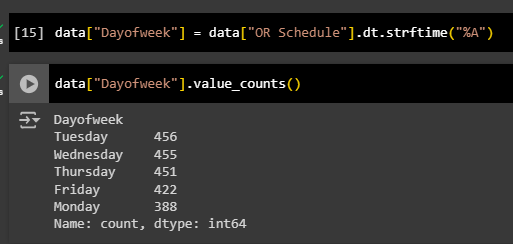 [15] data["Dayofweek"] = data["OR Schedule"].dt.strftime("%A")
data["Dayofweek"].value_counts()
Dayofweek
Tuesday 456
Wednesday 455
Thursday 451
Friday 422
Monday 388
Name: count, dtype: int64